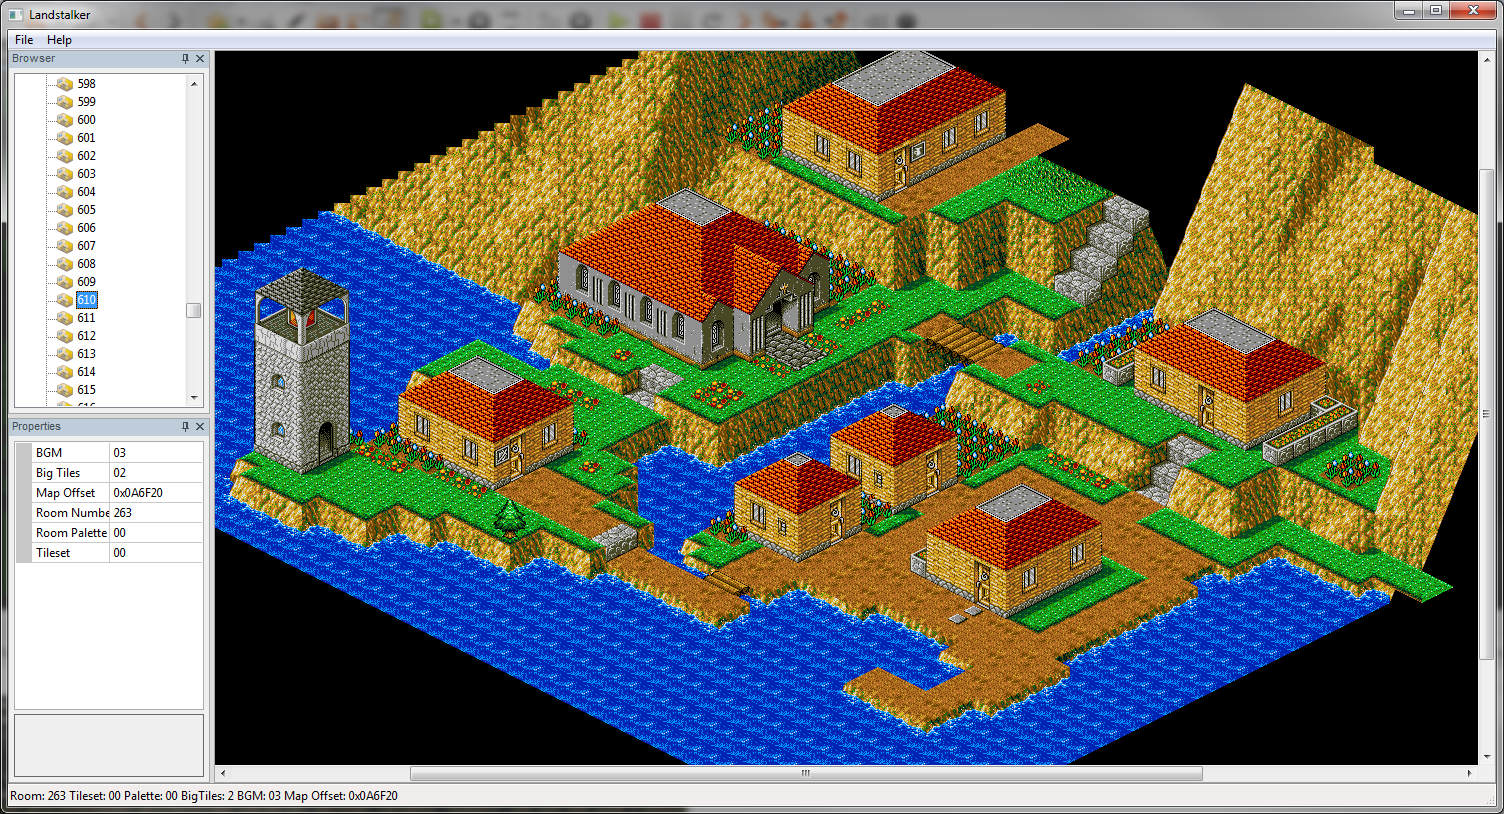 Landstalker
File Help
Browser
598
599
600
601
602
603
604
605
606
607
608
609
610
611
612
613
614
615
Properties
BGM 03
Big Tiles 02
Map Offset 0x0A6F20
Room Numbe 263
Room Palette 00
Tileset 00
Room: 263 Tileset: 00 Palette: 00 BigTiles: 2 BGM: 03 Map Offset: 0x0A6F20